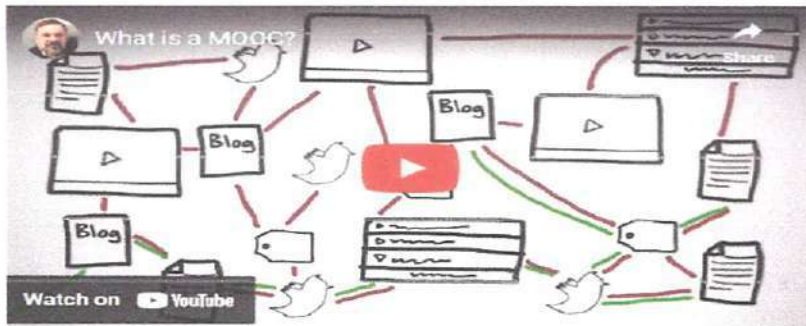 What is a MOOC?
Share
Blog
Blog
Blog
Watch on YouTube